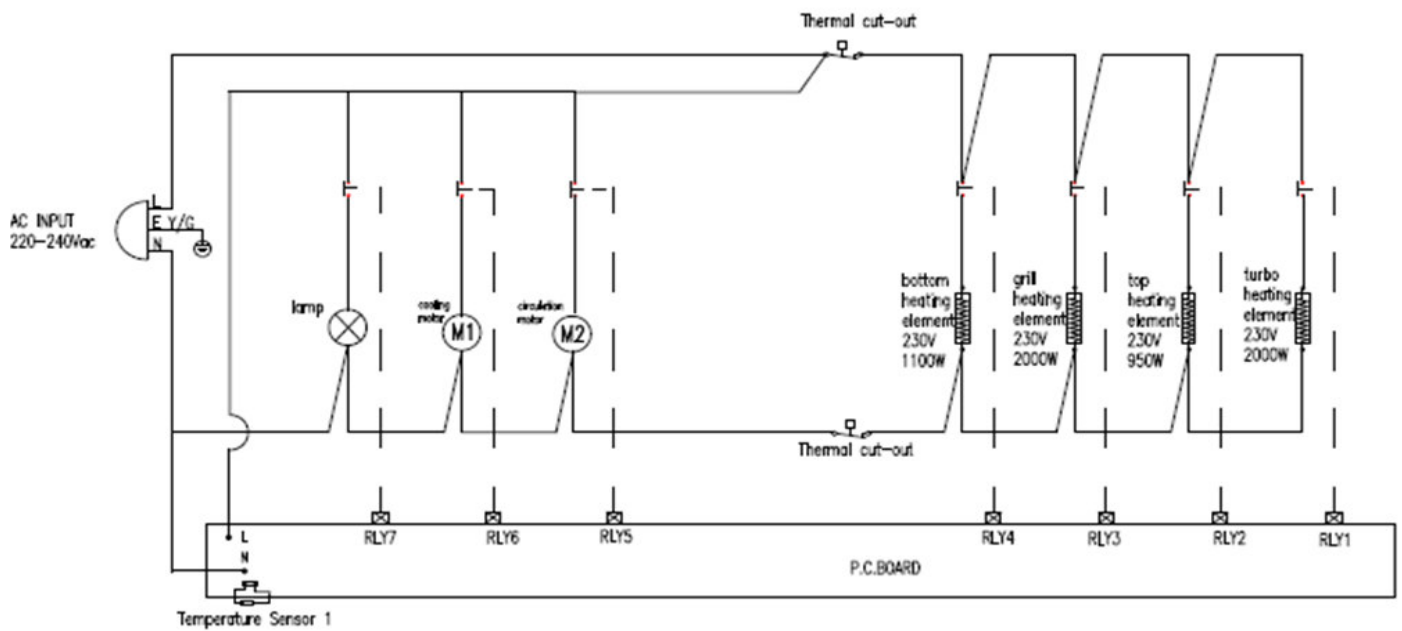 Thermal cut-out
AC INPUT
220-240Vac
L
E Y/G
N
lamp
cooling
motor
M1
circulation
motor
M2
bottom
heating
element
230V
1100W
grill
heating
element
230V
2000W
top
heating
element
230V
950W
turbo
heating
element
230V
2000W
Thermal cut-out
L
N
RLY7
RLY6
RLY5
RLY4
RLY3
RLY2
RLY1
P.C.BOARD
Temperature Sensor 1